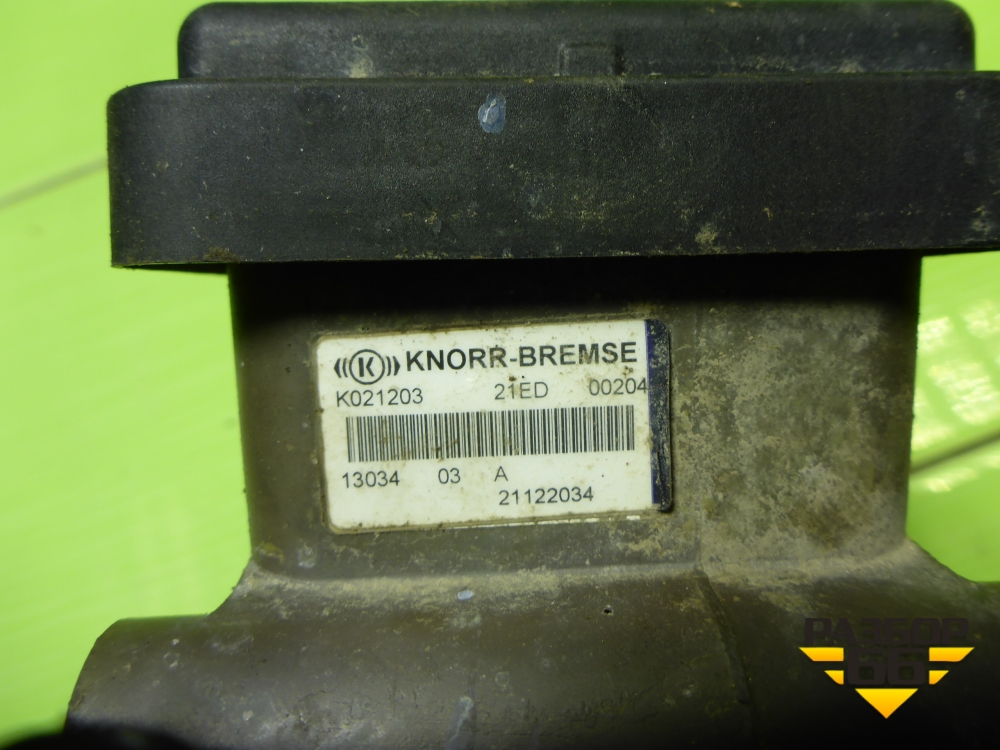 K KNORR-BREMSE
K021203 21ED 00204
13034 03 A
21122034
РАЗБОР
66